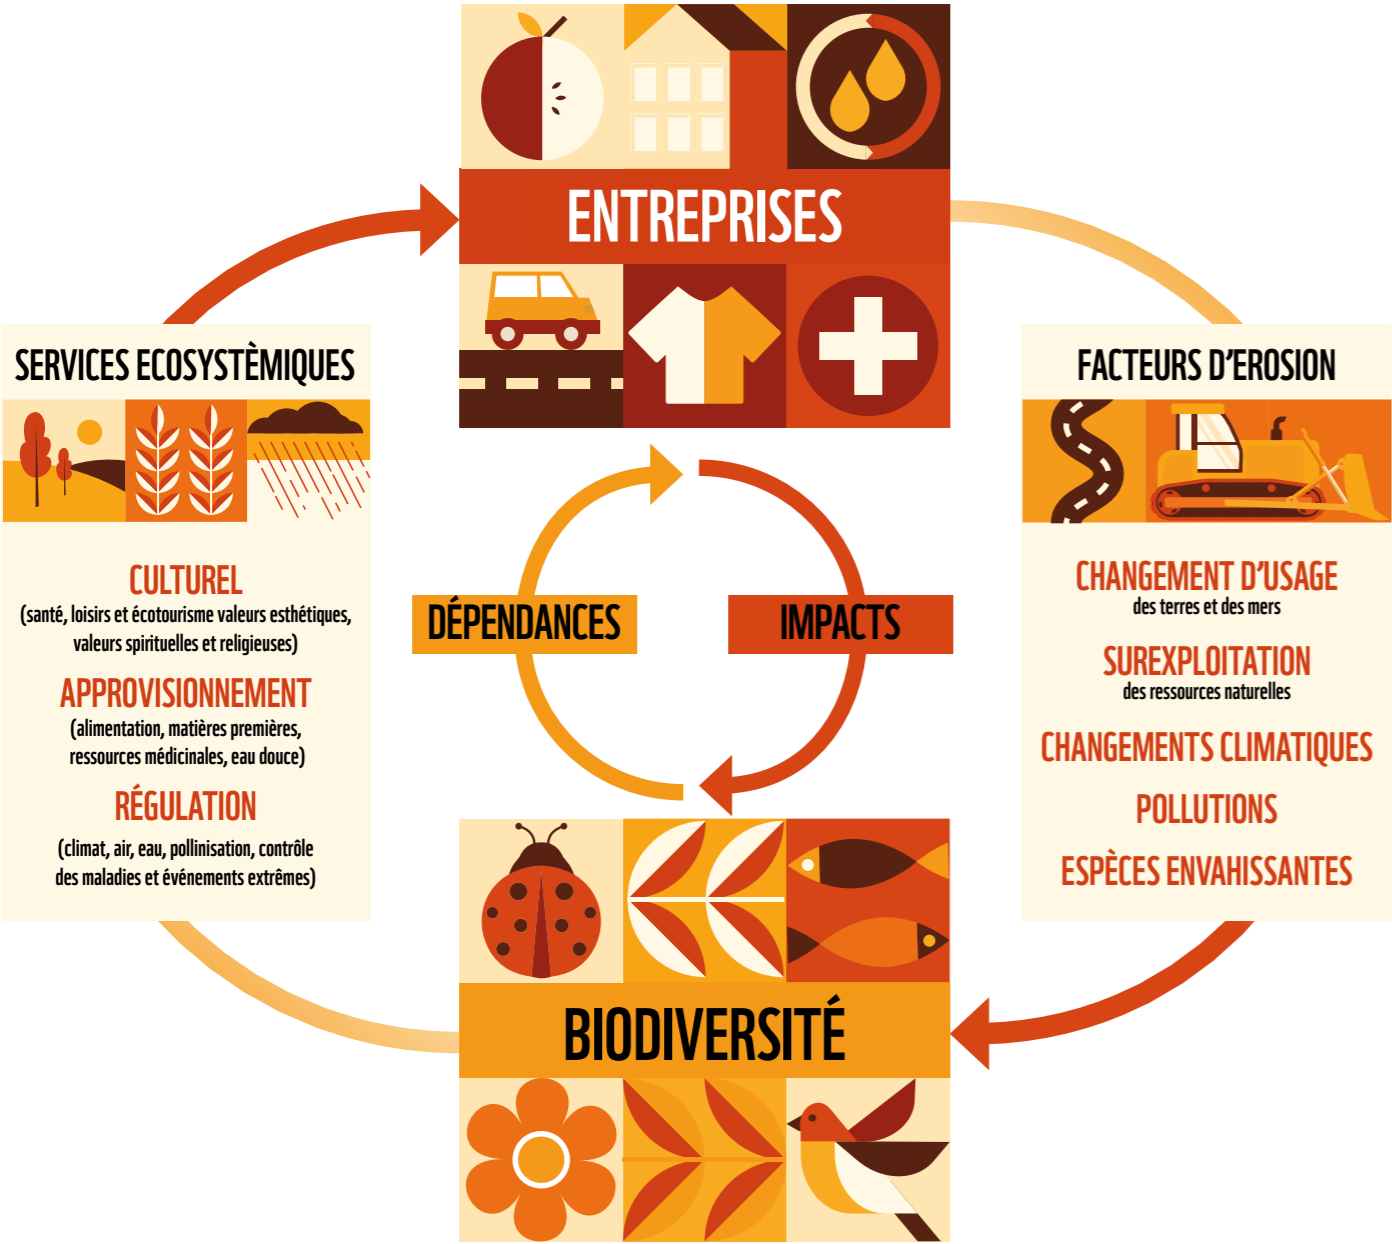 ENTREPRISES
SERVICES ECOSYSTÈMIQUES
CULTUREL
(santé, loisirs et écotourisme valeurs esthétiques,
valeurs spirituelles et religieuses)
APPROVISIONNEMENT
(alimentation, matières premières,
ressources médicinales, eau douce)
RÉGULATION
(climat, air, eau, pollinisation, contrôle
des maladies et événements extrêmes)
DÉPENDANCES
IMPACTS
FACTEURS D’EROSION
CHANGEMENT D’USAGE
des terres et des mers
SUREXPLOITATION
des ressources naturelles
CHANGEMENTS CLIMATIQUES
POLLUTIONS
ESPÈCES ENVAHISSANTES
BIODIVERSITÉ